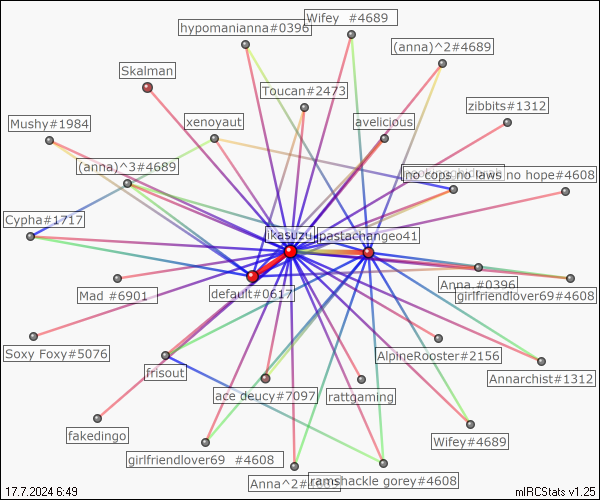 Wifey #4689
hypomanianna#0396
(anna)^2#4689
Skalman
Toucan#2473
zibbits#1312
Mushy#1984
xenoyaut
avelicious
(anna)^3#4689
no cops no laws no hope#4608
Cypha#1717
ikasuzu
pastachangeo41
Anna #0396
default#0617
Mad #6901
girlfriendlover69#4608
Soxy Foxy#5076
AlpineRooster#2156
frisout
Annarchist#1312
ace deucy#7097
rattgaming
fakedingo
Wifey#4689
girlfriendlover69 #4608
Anna^2#4689
ramshackle gorey#4608
17.7.2024 6:49
mIRCStats v1.25